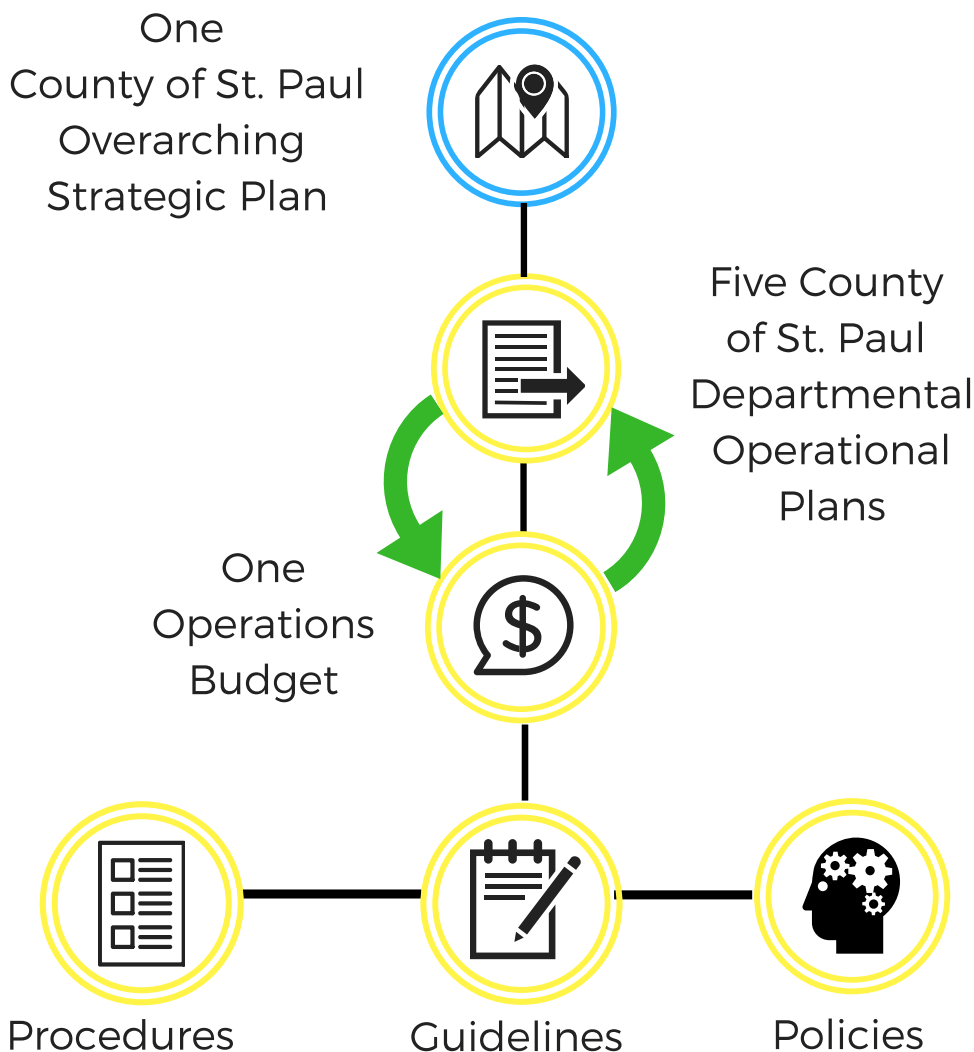 One
County of St. Paul
Overarching
Strategic Plan
Five County
of St. Paul
Departmental
Operational
Plans
One
Operations
Budget
$
Procedures
Guidelines
Policies